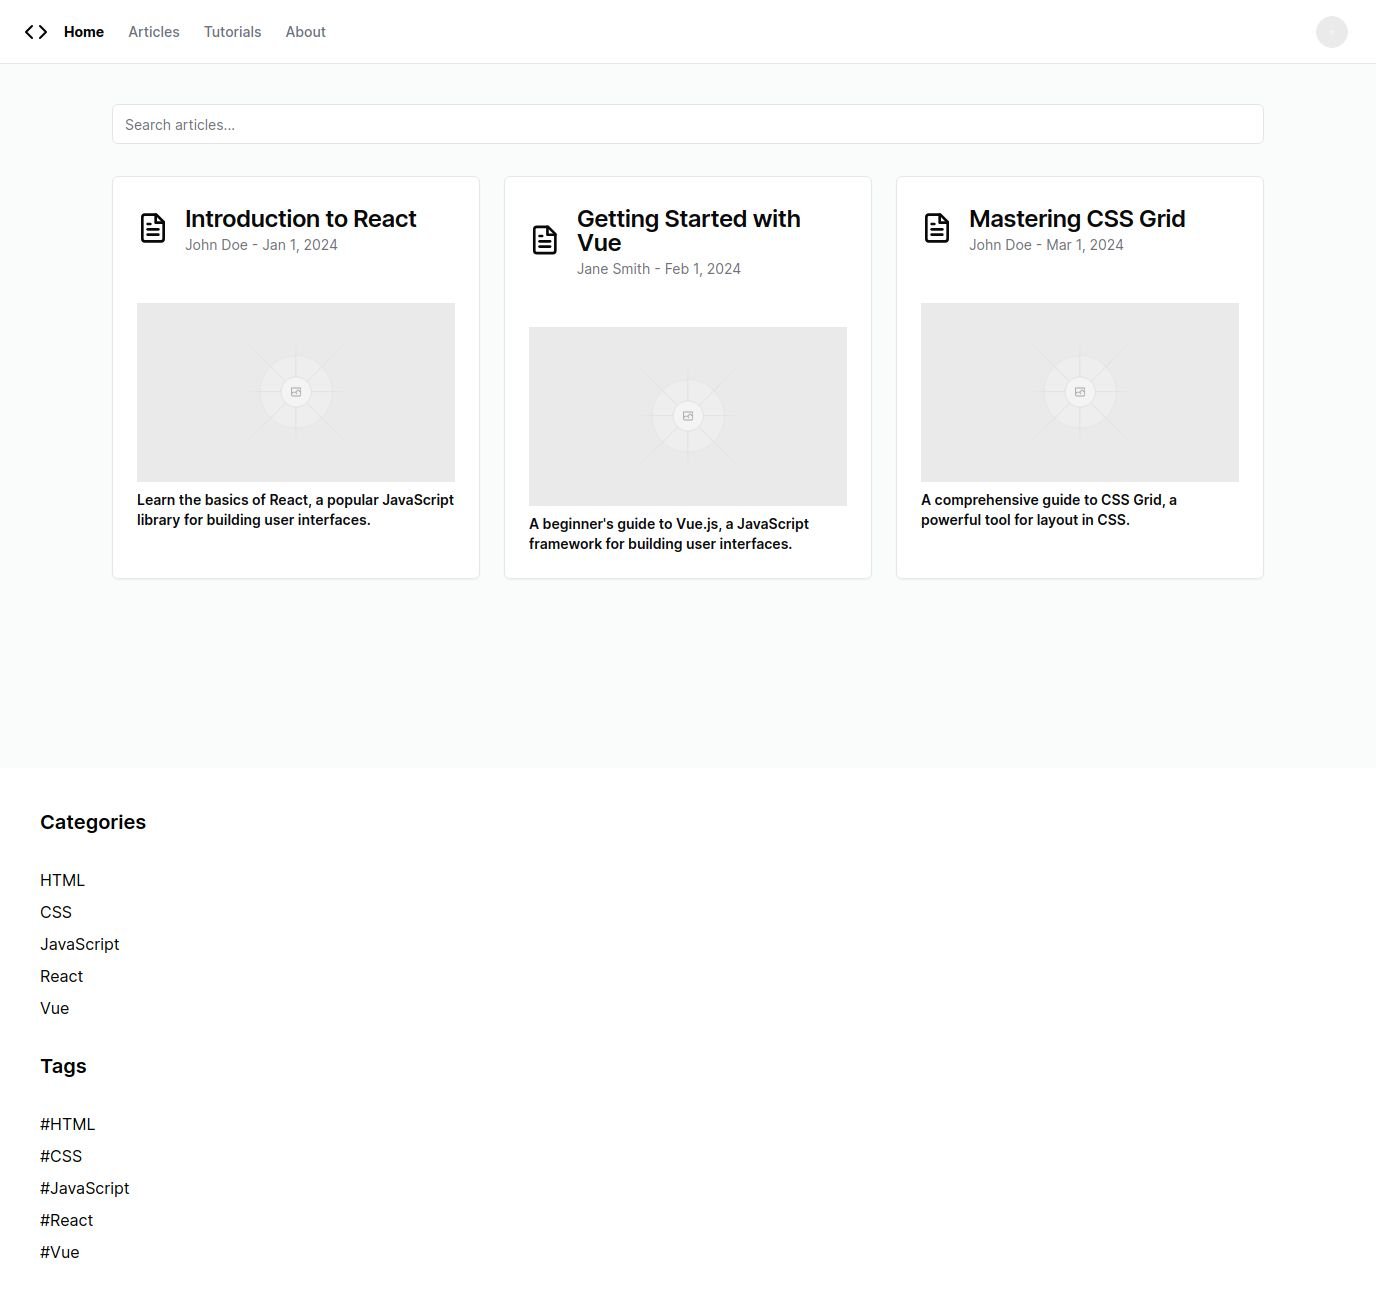 Home Articles Tutorials About
Search articles...
Introduction to React
John Doe - Jan 1, 2024
Learn the basics of React, a popular JavaScript
library for building user interfaces.
Getting Started with
Vue
Jane Smith - Feb 1, 2024
A beginner's guide to Vue.js, a JavaScript
framework for building user interfaces.
Mastering CSS Grid
John Doe - Mar 1, 2024
A comprehensive guide to CSS Grid, a
powerful tool for layout in CSS.
Categories
HTML
CSS
JavaScript
React
Vue
Tags
#HTML
#CSS
#JavaScript
#React
#Vue